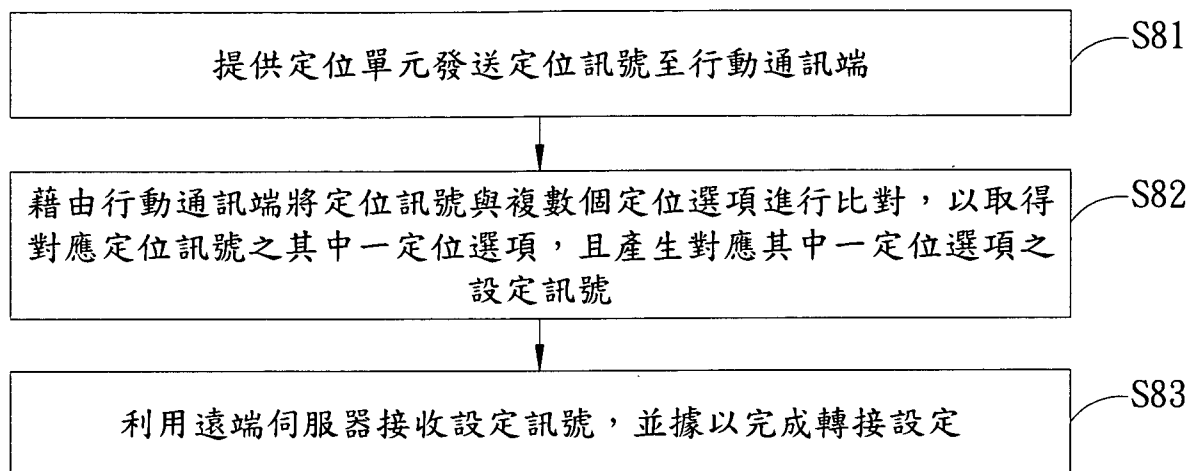 提供定位單元發送定位訊號至行動通訊端
S81
藉由行動通訊端將定位訊號與複數個定位選項進行比對,以取得
對應定位訊號之其中一定位選項,且產生對應其中一定位選項之
設定訊號
S82
利用遠端伺服器接收設定訊號,並據以完成轉接設定
S83